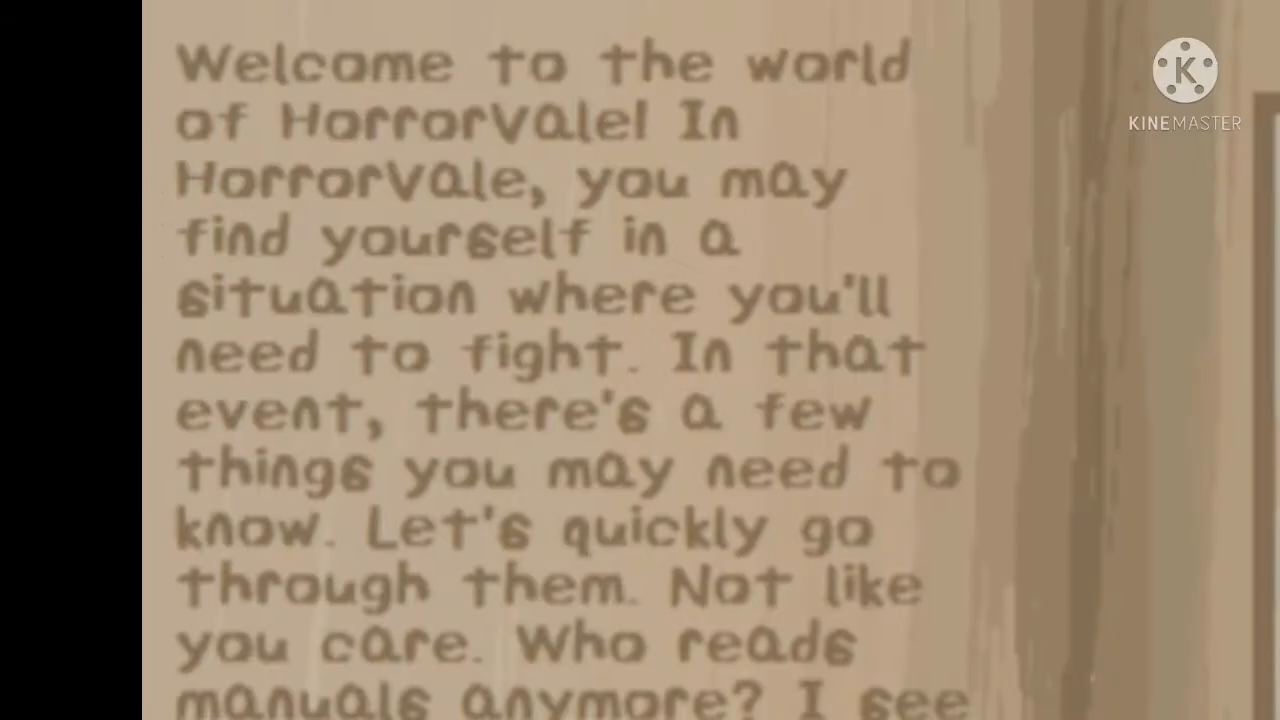 Welcome to the world
of HorrorVale! In
HorrorVale, you may
find yourself in a
situation where you'll
need to fight. In that
event, there's a few
things you may need to
know. Let's quickly go
through them. Not like
you care. Who reads
manuals anymore? I see
KINEMASTER